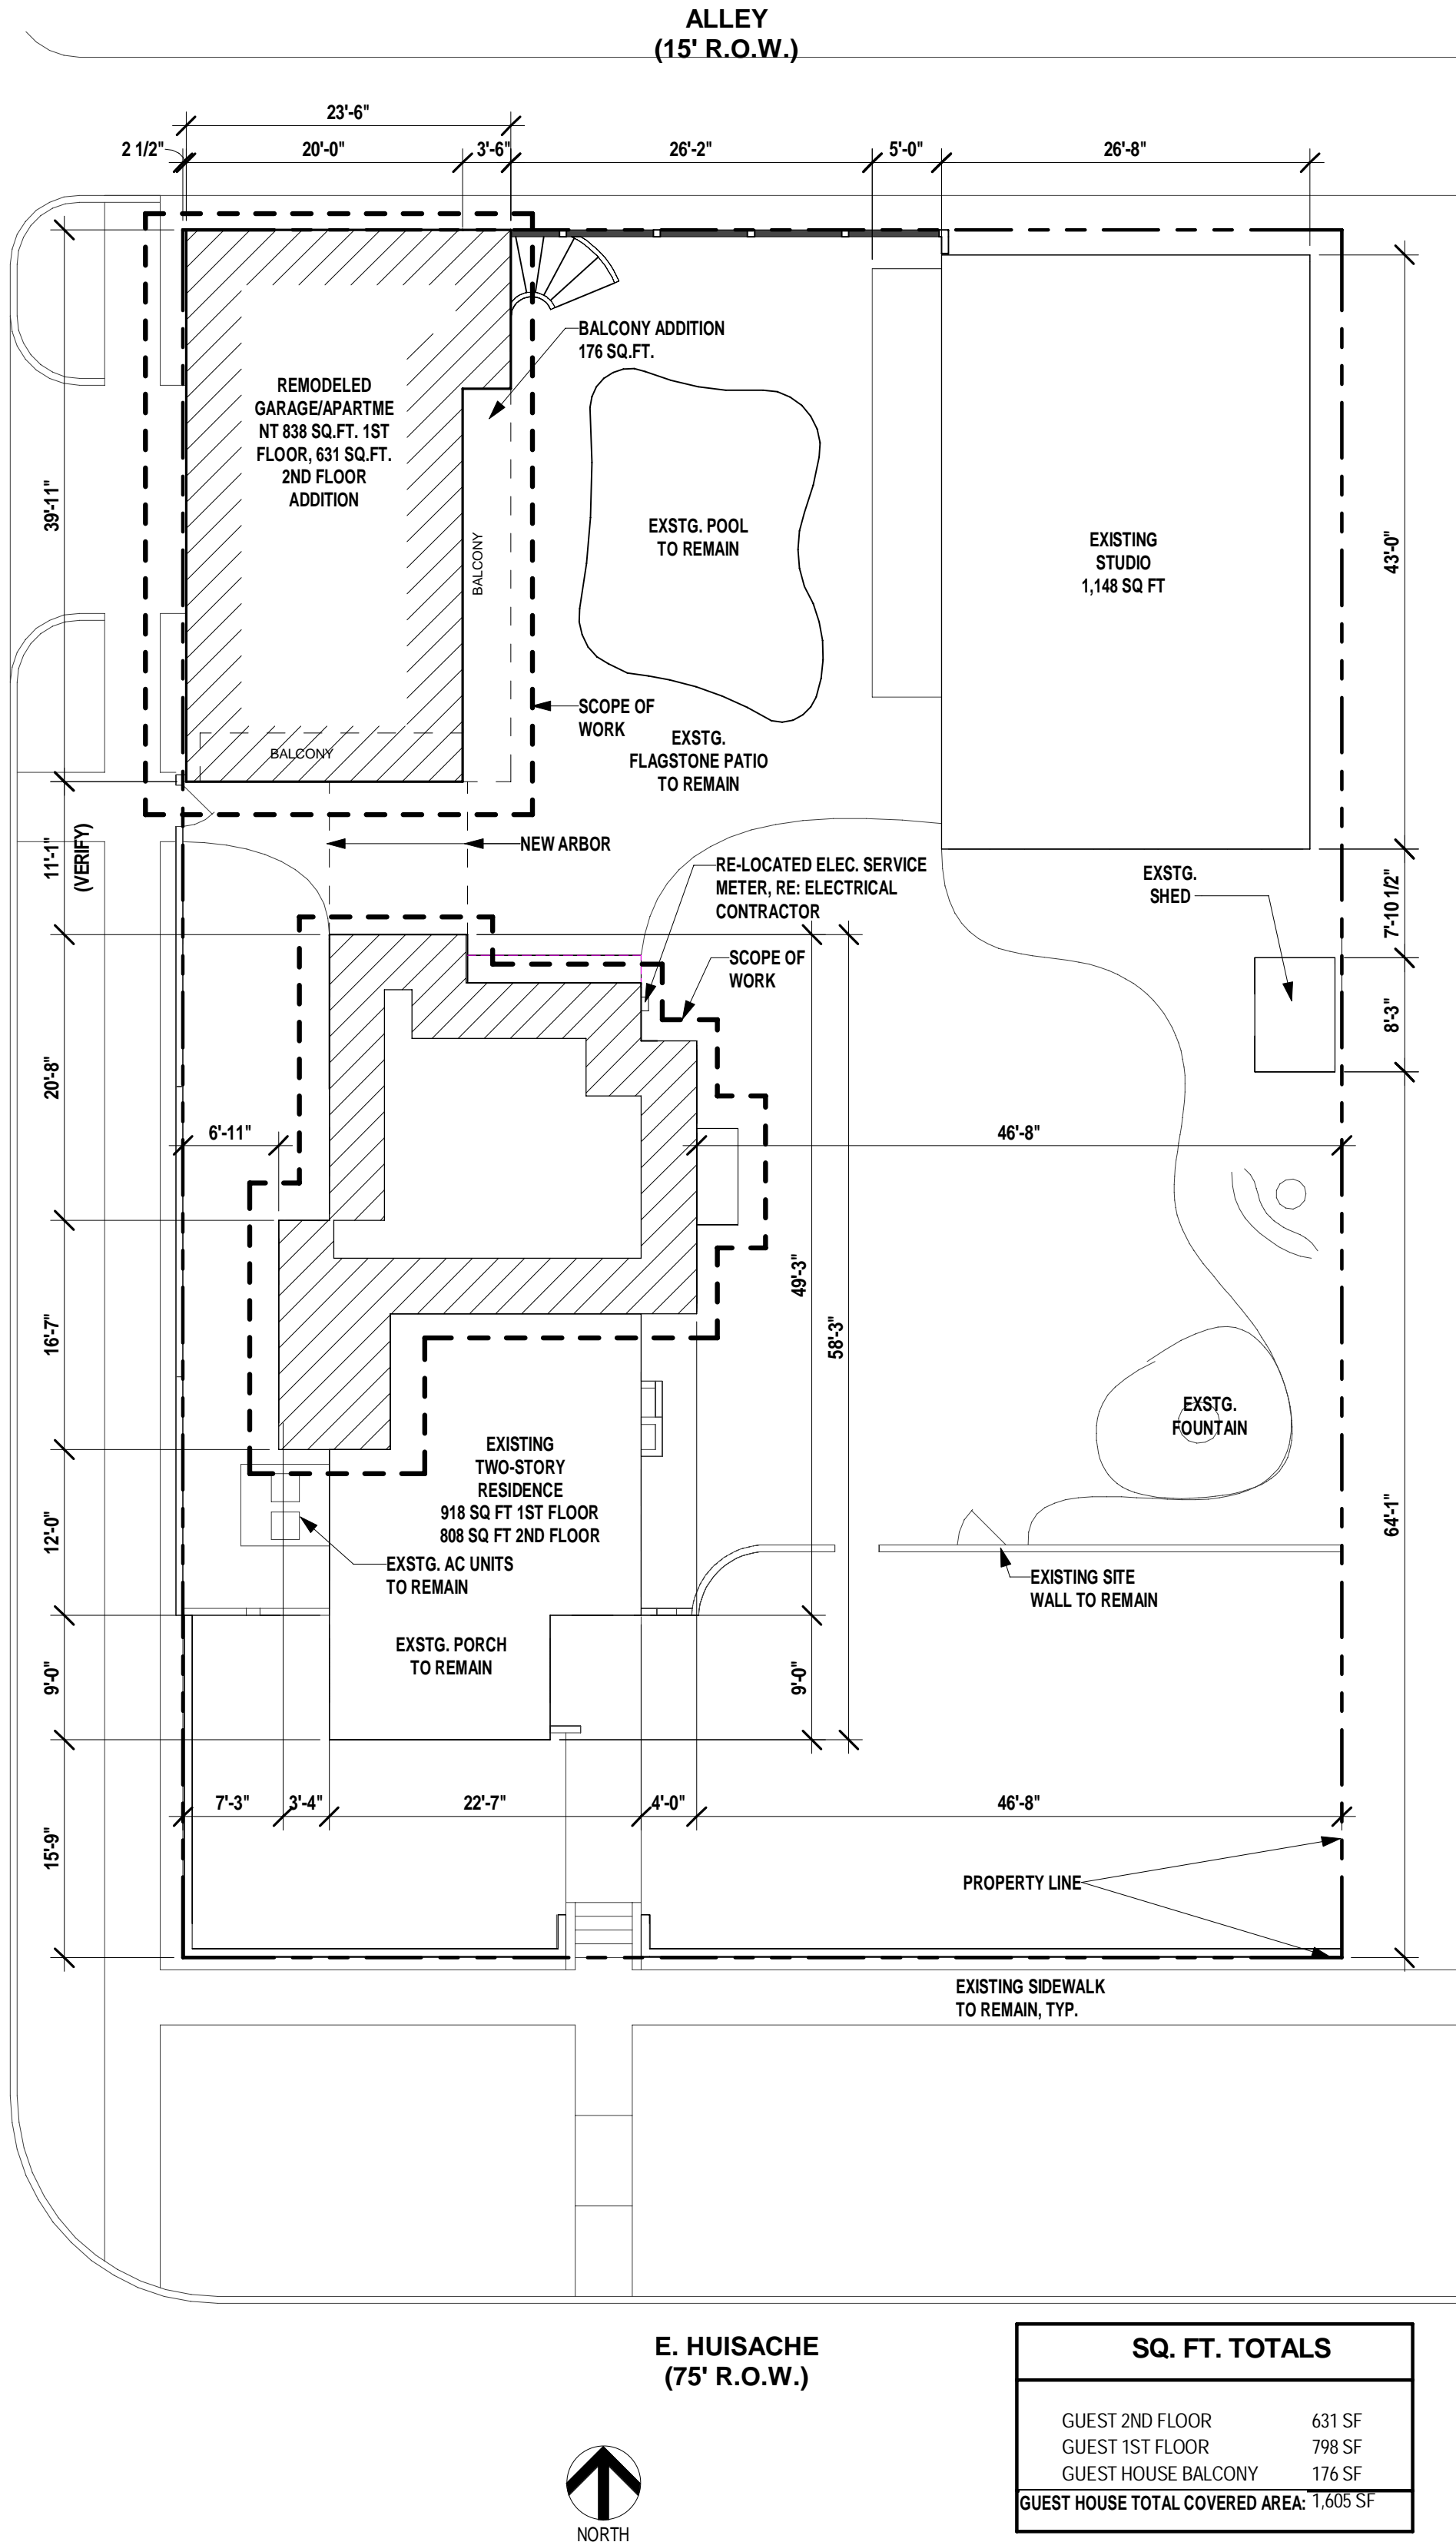 ALLEY
(15' R.O.W.)
23'-6"
2 1/2"
20'-0"
3'-6"
26'-2"
5'-0"
26'-8"
BALCONY ADDITION
176 SQ.FT.
REMODELED
GARAGE/APARTME
NT 838 SQ.FT. 1ST
FLOOR, 631 SQ.FT.
2ND FLOOR
ADDITION
39'-11"
BALCONY
EXSTG. POOL
TO REMAIN
EXISTING
STUDIO
1,148 SQ FT
43'-0"
SCOPE OF
WORK
BALCONY
EXSTG.
FLAGSTONE PATIO
TO REMAIN
11'-1"
(VERIFY)
NEW ARBOR
RE-LOCATED ELEC. SERVICE
METER, RE: ELECTRICAL
CONTRACTOR
EXSTG.
SHED
7'-10 1/2"
SCOPE OF
WORK
8'-3"
20'-8"
6'-11"
46'-8"
49'-3"
58'-3"
16'-7"
EXSTG.
FOUNTAIN
EXISTING
TWO-STORY
RESIDENCE
918 SQ FT 1ST FLOOR
808 SQ FT 2ND FLOOR
12'-0"
64'-1"
EXSTG. AC UNITS
TO REMAIN
EXISTING SITE
WALL TO REMAIN
EXSTG. PORCH
TO REMAIN
9'-0"
9'-0"
7'-3"
3'-4"
22'-7"
4'-0"
46'-8"
15'-9"
PROPERTY LINE
EXISTING SIDEWALK
TO REMAIN, TYP.
E. HUISACHE
(75' R.O.W.)
NORTH
SQ. FT. TOTALS
GUEST 2ND FLOOR 631 SF
GUEST 1ST FLOOR 798 SF
GUEST HOUSE BALCONY 176 SF
GUEST HOUSE TOTAL COVERED AREA: 1,605 SF